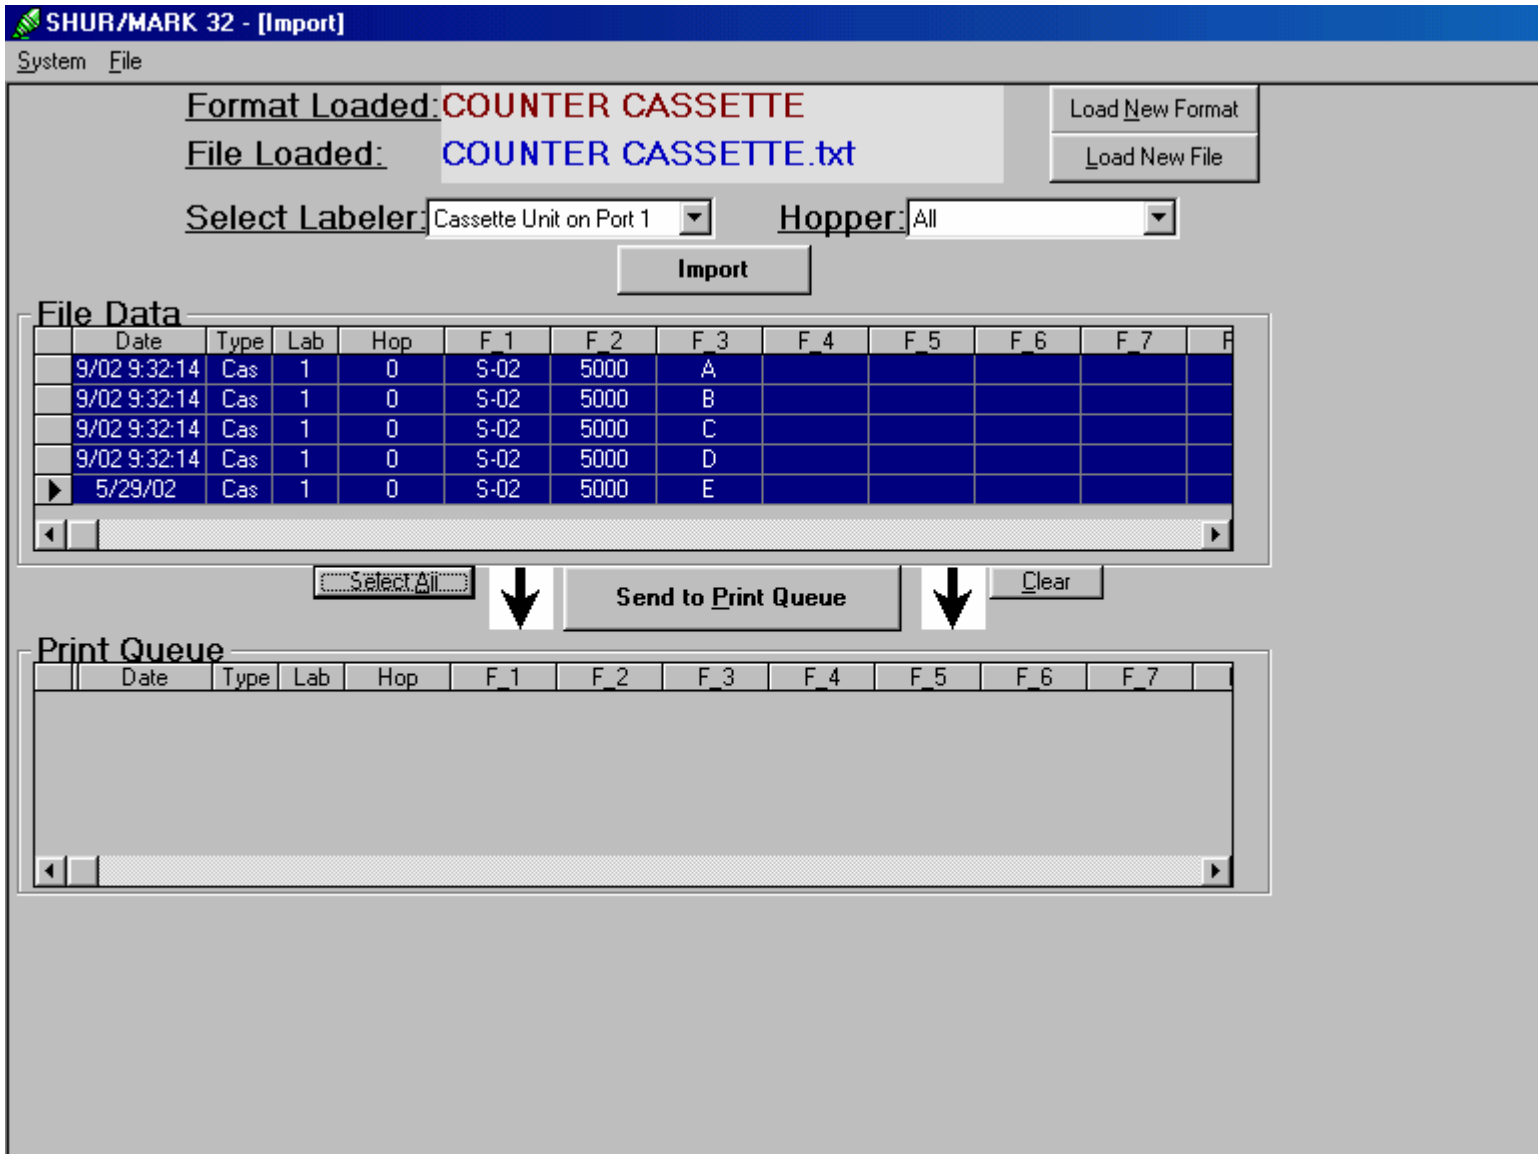 SHUR/MARK 32 - [Import]
System File
Format Loaded: COUNTER CASSETTE Load New Format
File Loaded: COUNTER CASSETTE.txt Load New File
Select Labeler: Cassette Unit on Port 1 Hopper: All
Import
File Data
Date Type Lab Hop F_1 F_2 F_3 F_4 F_5 F_6 F_7 F
9/02 9:32:14 Cas 1 0 S-02 5000 A
9/02 9:32:14 Cas 1 0 S-02 5000 B
9/02 9:32:14 Cas 1 0 S-02 5000 C
9/02 9:32:14 Cas 1 0 S-02 5000 D
5/29/02 Cas 1 0 S-02 5000 E
Select All Send to Print Queue Clear
Print Queue
Date Type Lab Hop F_1 F_2 F_3 F_4 F_5 F_6 F_7